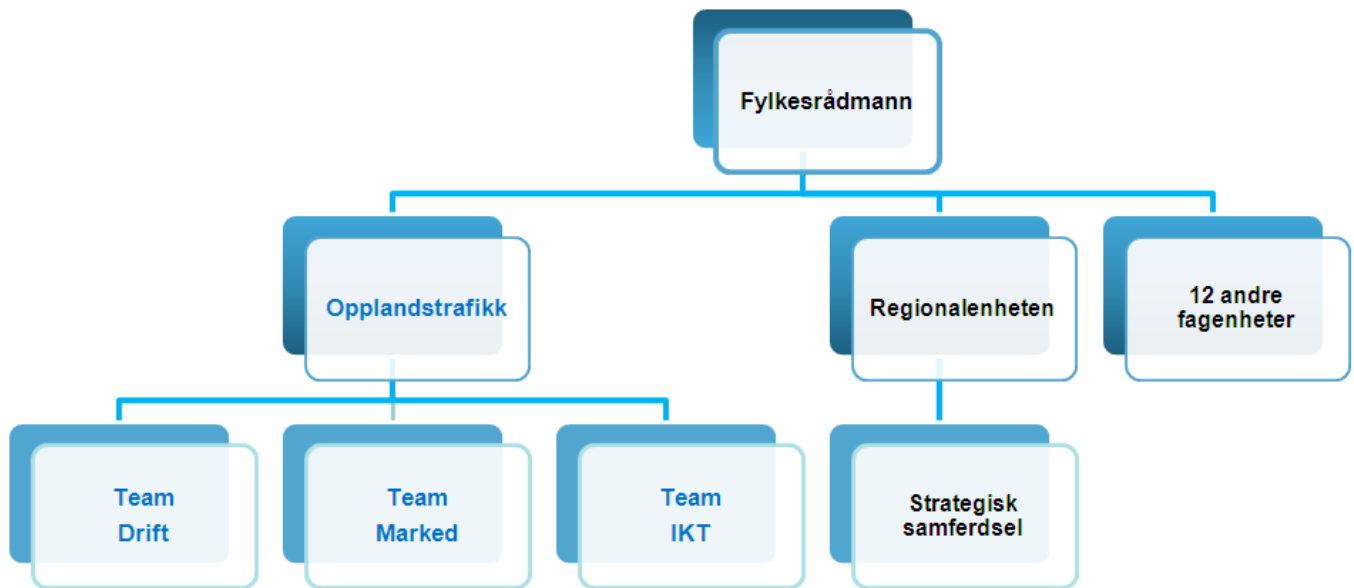 Fylkesrådmann
Opplandstrafikk
Regionalenheten
12 andre
fagenheter
Team
Drift
Team
Marked
Team
IKT
Strategisk
samferdsel